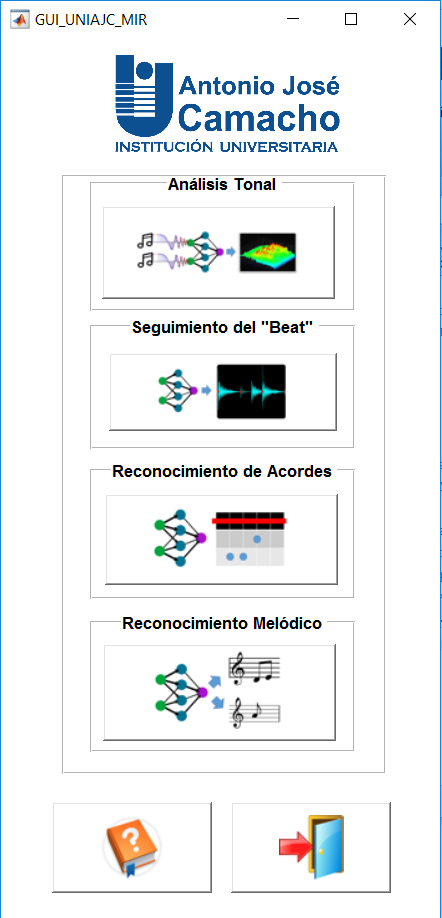 GUI_UNIAJC_MIR
Antonio José
Camacho
INSTITUCIÓN UNIVERSITARIA
Análisis Tonal
Seguimiento del "Beat"
Reconocimiento de Acordes
Reconocimiento Melódico
?